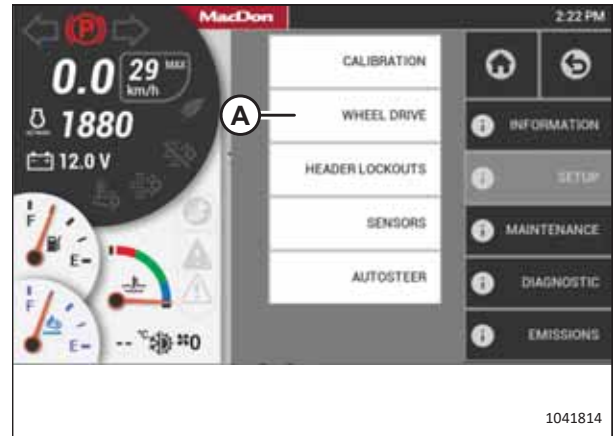 MacDon
2:22 PM
P
0.0
29 MAX
km/h
1880
12.0 V
F
E
F
E
-- °C
0
A
CALIBRATION
WHEEL DRIVE
HEADER LOCKOUTS
SENSORS
AUTOSTEER
INFORMATION
SETUP
MAINTENANCE
DIAGNOSTIC
EMISSIONS
1041814